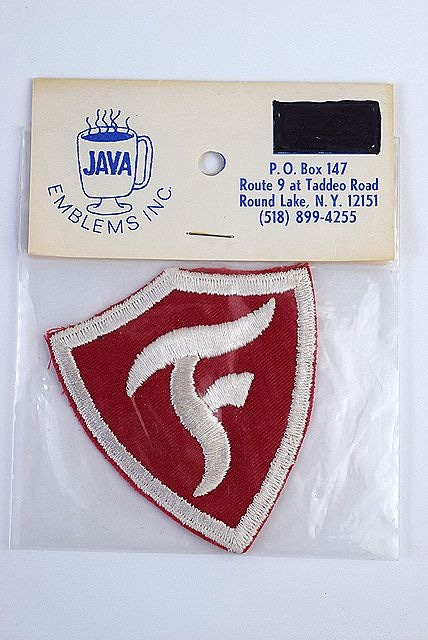 JAVA
EMBLEMS INC.
P.O. Box 147
Route 9 at Taddeo Road
Round Lake, N.Y. 12151
(518) 899-4255
F